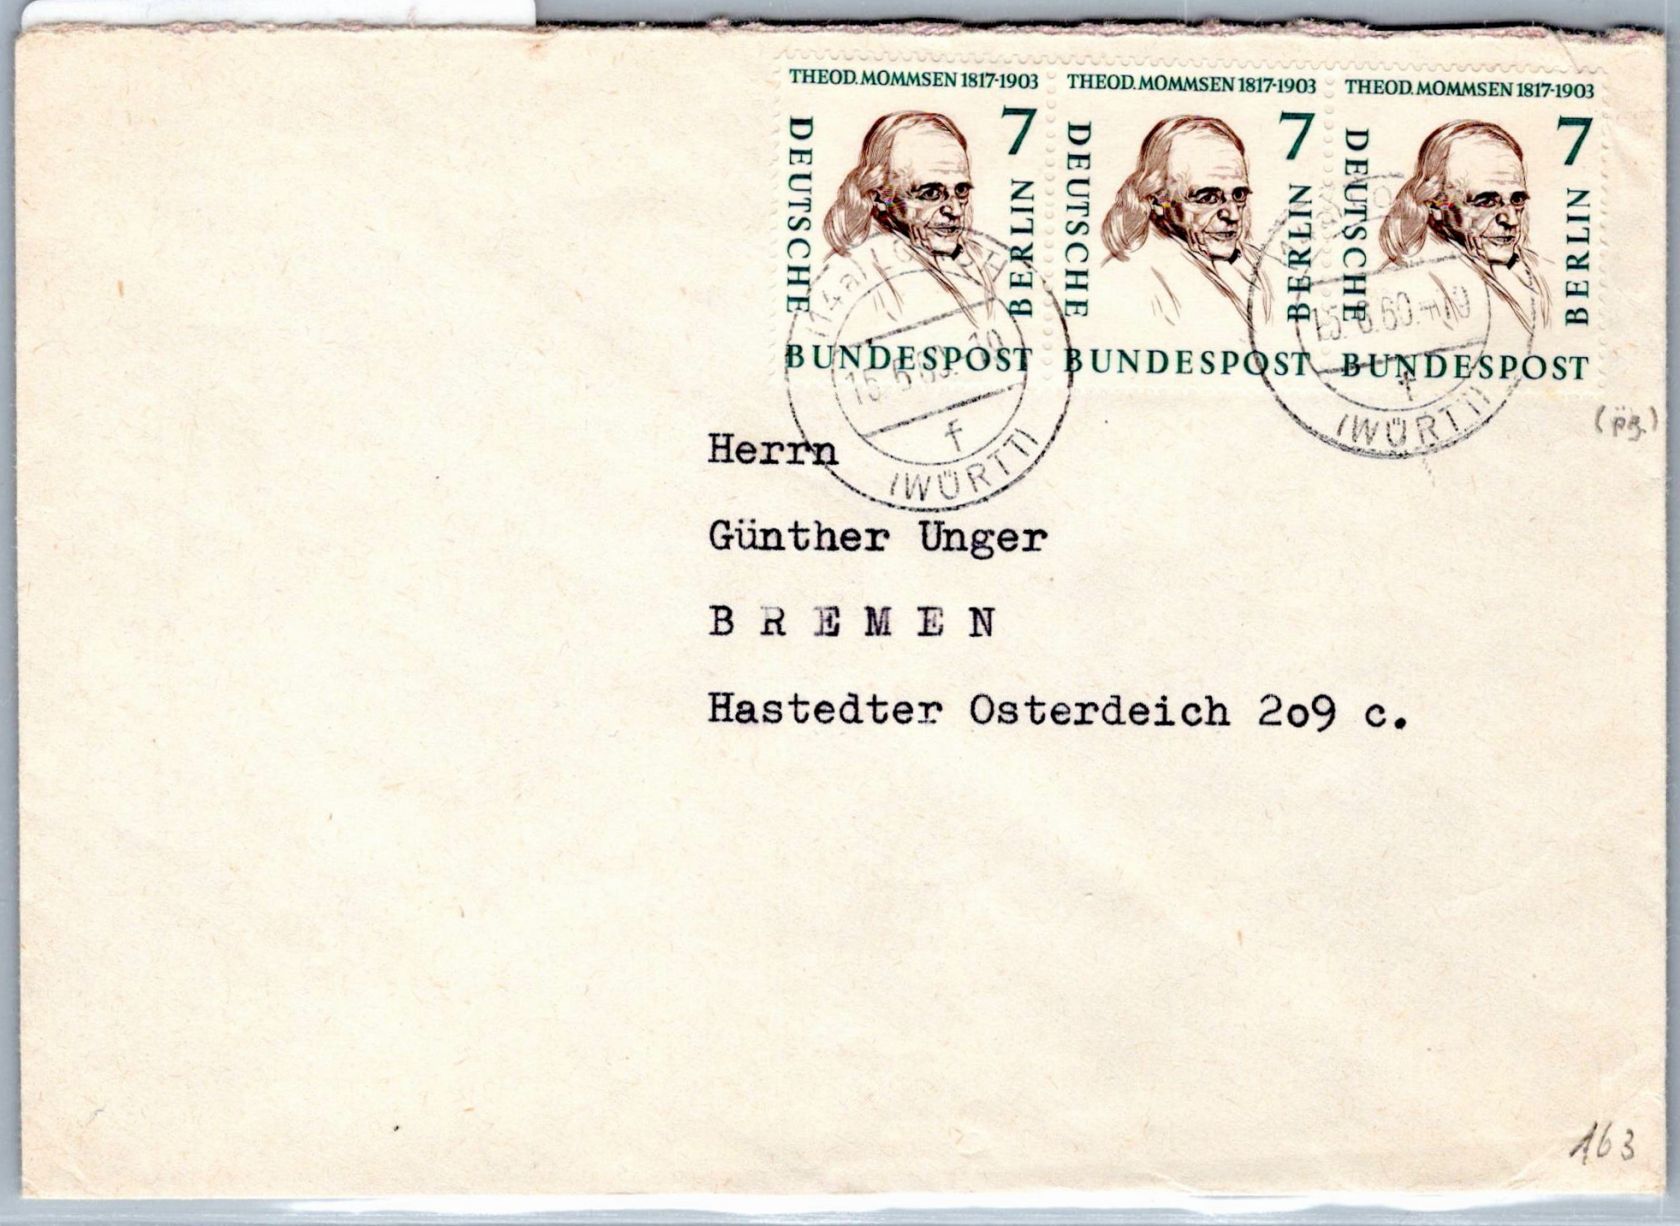 THEOD. MOMMSEN 1817-1903
7
DEUTSCHE
BERLIN
BUNDESPOST
THEOD. MOMMSEN 1817-1903
7
DEUTSCHE
BERLIN
BUNDESPOST
THEOD. MOMMSEN 1817-1903
7
DEUTSCHE
BERLIN
BUNDESPOST
f
(WÜRTT)
f
(WÜRTT)
Herrn
Günther Unger
B R E M E N
Hastedter Osterdeich 2o9 c.
163